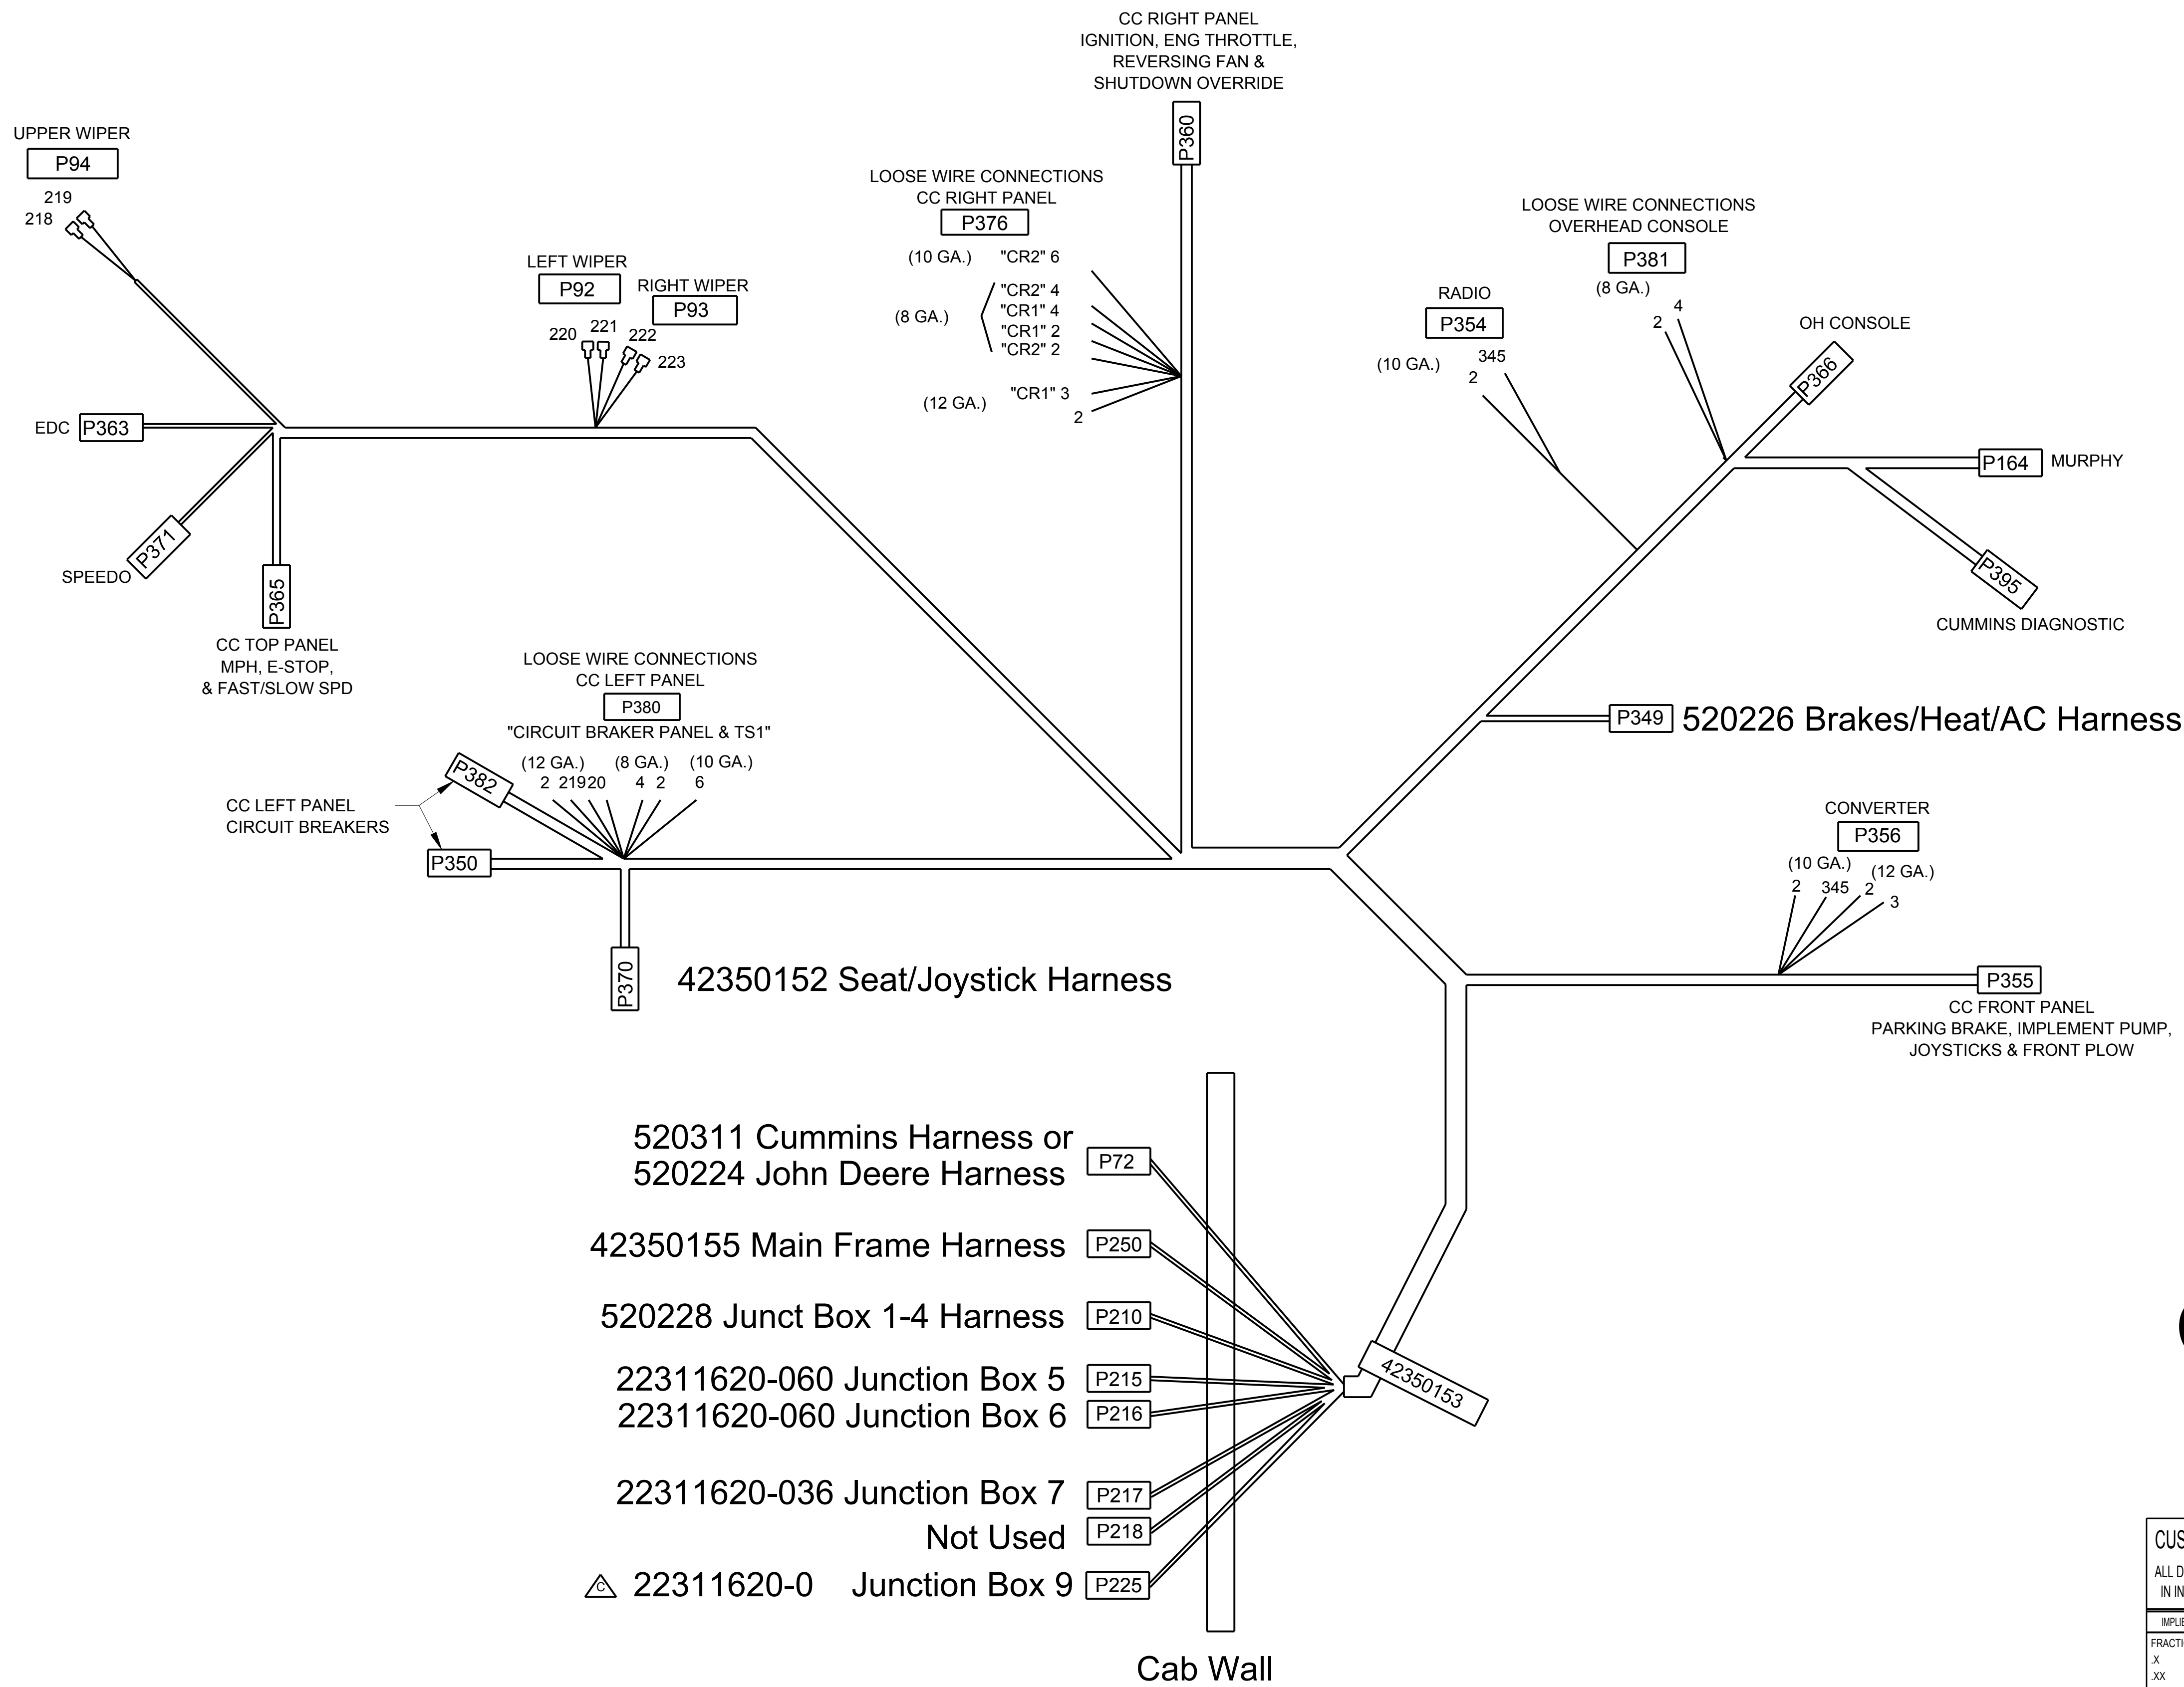 CC RIGHT PANEL
IGNITION, ENG THROTTLE,
REVERSING FAN &
SHUTDOWN OVERRIDE
P360
UPPER WIPER
P94
219
218
LEFT WIPER
P92
RIGHT WIPER
P93
220 221 222
223
LOOSE WIRE CONNECTIONS
CC RIGHT PANEL
P376
(10 GA.) "CR2" 6
"CR2" 4
(8 GA.) "CR1" 4
"CR1" 2
"CR2" 2
(12 GA.) "CR1" 3
2
LOOSE WIRE CONNECTIONS
OVERHEAD CONSOLE
P381
(8 GA.)
4
2
RADIO
P354
(10 GA.) 345
2
OH CONSOLE
P366
P164 MURPHY
P395
CUMMINS DIAGNOSTIC
EDC P363
P371
SPEEDO
P365
CC TOP PANEL
MPH, E-STOP,
& FAST/SLOW SPD
LOOSE WIRE CONNECTIONS
CC LEFT PANEL
P380
"CIRCUIT BRAKER PANEL & TS1"
(12 GA.) (8 GA.) (10 GA.)
2 21920 4 2 6
P382
CC LEFT PANEL
CIRCUIT BREAKERS
P350
P370
42350152 Seat/Joystick Harness
P349 520226 Brakes/Heat/AC Harness
CONVERTER
P356
(10 GA.) (12 GA.)
2 345 2
3
P355
CC FRONT PANEL
PARKING BRAKE, IMPLEMENT PUMP,
JOYSTICKS & FRONT PLOW
520311 Cummins Harness or
520224 John Deere Harness
P72
42350155 Main Frame Harness P250
520228 Junct Box 1-4 Harness P210
22311620-060 Junction Box 5 P215
22311620-060 Junction Box 6 P216
22311620-036 Junction Box 7 P217
Not Used P218
C 22311620-0 Junction Box 9 P225
42350153
Cab Wall
CUS
ALL D
IN IN
IMPLIE
FRACTI
.X
.XX